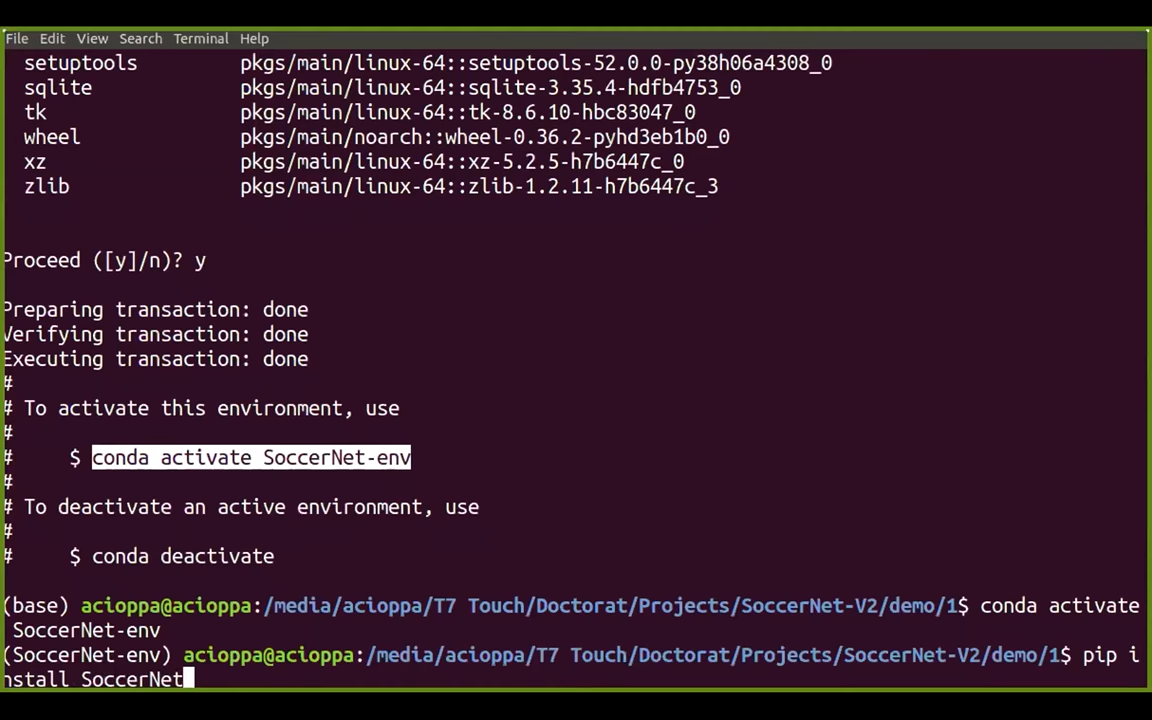 File Edit View Search Terminal Help
setuptools pkgs/main/linux-64::setuptools-52.0.0-py38h06a4308_0
sqlite pkgs/main/linux-64::sqlite-3.35.4-hdfb4753_0
tk pkgs/main/linux-64::tk-8.6.10-hbc83047_0
wheel pkgs/main/noarch::wheel-0.36.2-pyhd3eb1b0_0
xz pkgs/main/linux-64::xz-5.2.5-h7b6447c_0
zlib pkgs/main/linux-64::zlib-1.2.11-h7b6447c_3
Proceed ([y]/n)? y
Preparing transaction: done
Verifying transaction: done
Executing transaction: done
#
# To activate this environment, use
#
# $ conda activate SoccerNet-env
#
# To deactivate an active environment, use
#
# $ conda deactivate
(base) acioppa@acioppa:/media/acioppa/T7 Touch/Doctorat/Projects/SoccerNet-V2/demo/1$ conda activate
SoccerNet-env
(SoccerNet-env) acioppa@acioppa:/media/acioppa/T7 Touch/Doctorat/Projects/SoccerNet-V2/demo/1$ pip i
nstall SoccerNet